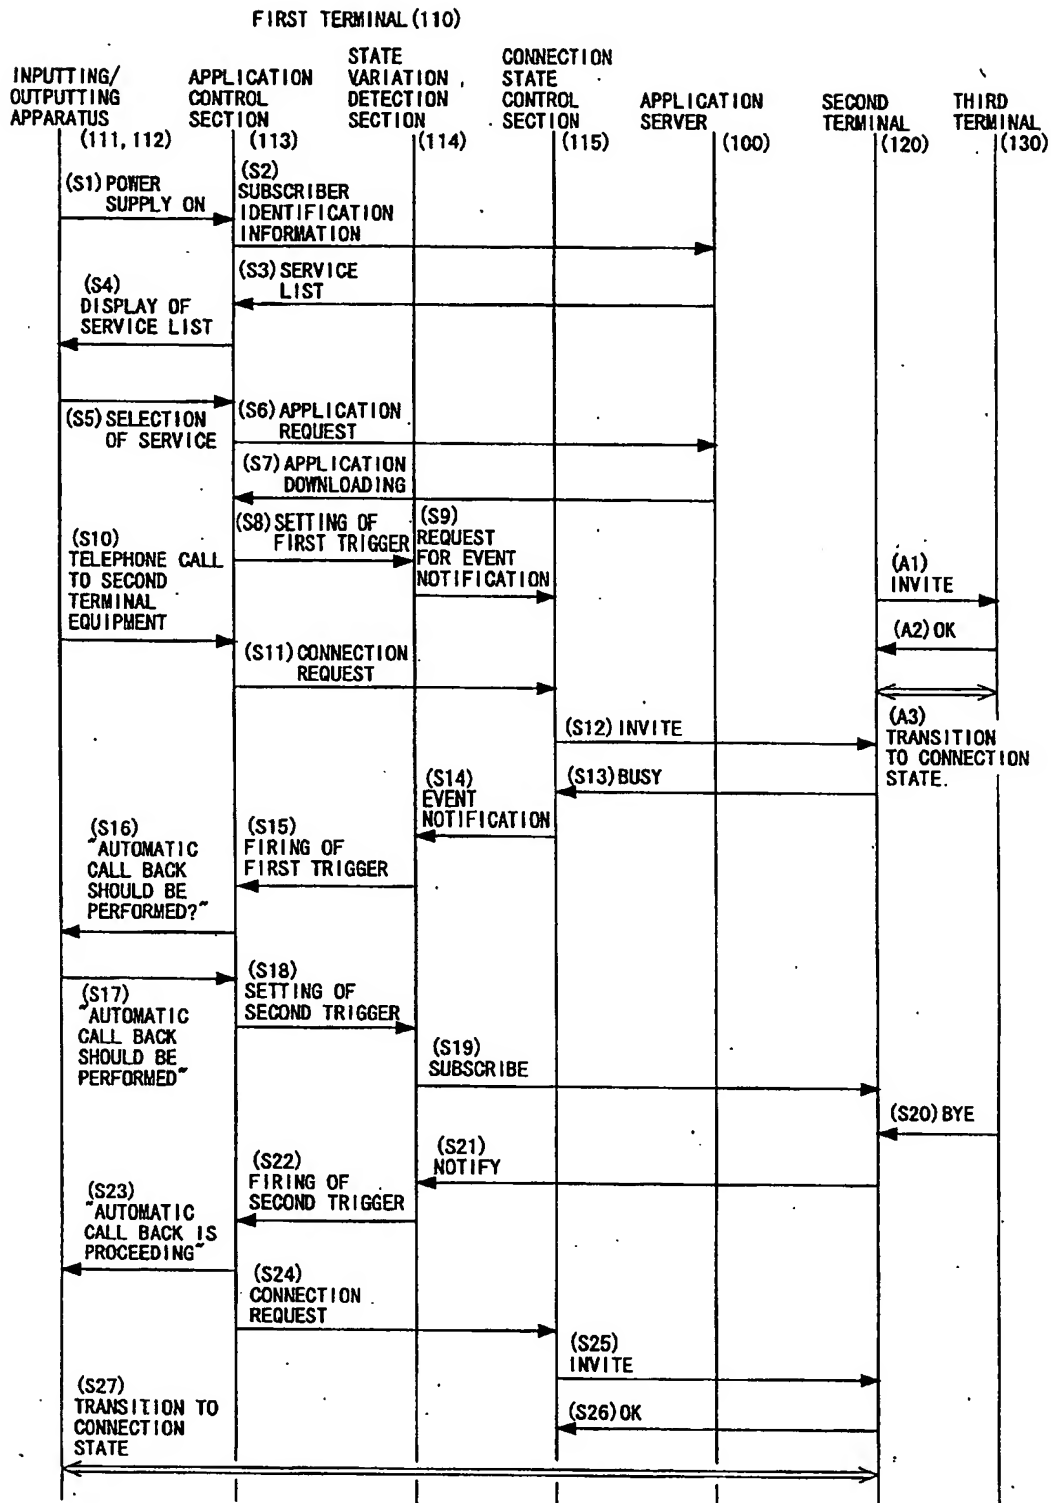 FIRST TERMINAL(110)
INPUTTING/
OUTPUTTING
APPARATUS
(111, 112)
APPLICATION
CONTROL
SECTION
(113)
STATE
VARIATION
DETECTION
SECTION
(114)
CONNECTION
STATE
CONTROL
SECTION
(115)
APPLICATION
SERVER
(100)
SECOND
TERMINAL
(120)
THIRD
TERMINAL
(130)
(S1) POWER
SUPPLY ON
(S2)
SUBSCRIBER
IDENTIFICATION
INFORMATION
(S3) SERVICE
LIST
(S4)
DISPLAY OF
SERVICE LIST
(S5) SELECTION
OF SERVICE
(S6) APPLICATION
REQUEST
(S7) APPLICATION
DOWNLOADING
(S8) SETTING OF
FIRST TRIGGER
(S9)
REQUEST
FOR EVENT
NOTIFICATION
(S10)
TELEPHONE CALL
TO SECOND
TERMINAL
EQUIPMENT
(A1)
INVITE
(A2) OK
(S11) CONNECTION
REQUEST
(A3)
TRANSITION
TO CONNECTION
STATE.
(S12) INVITE
(S13) BUSY
(S14)
EVENT
NOTIFICATION
(S15)
FIRING OF
FIRST TRIGGER
(S16)
"AUTOMATIC
CALL BACK
SHOULD BE
PERFORMED?"
(S17)
"AUTOMATIC
CALL BACK
SHOULD BE
PERFORMED"
(S18)
SETTING OF
SECOND TRIGGER
(S19)
SUBSCRIBE
(S20) BYE
(S21)
NOTIFY
(S22)
FIRING OF
SECOND TRIGGER
(S23)
"AUTOMATIC
CALL BACK IS
PROCEEDING"
(S24)
CONNECTION
REQUEST
(S25)
INVITE
(S26) OK
(S27)
TRANSITION TO
CONNECTION
STATE